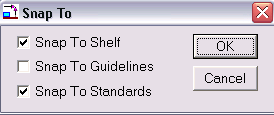 Snap To
Snap To Shelf
OK
Snap To Guidelines
Cancel
Snap To Standards